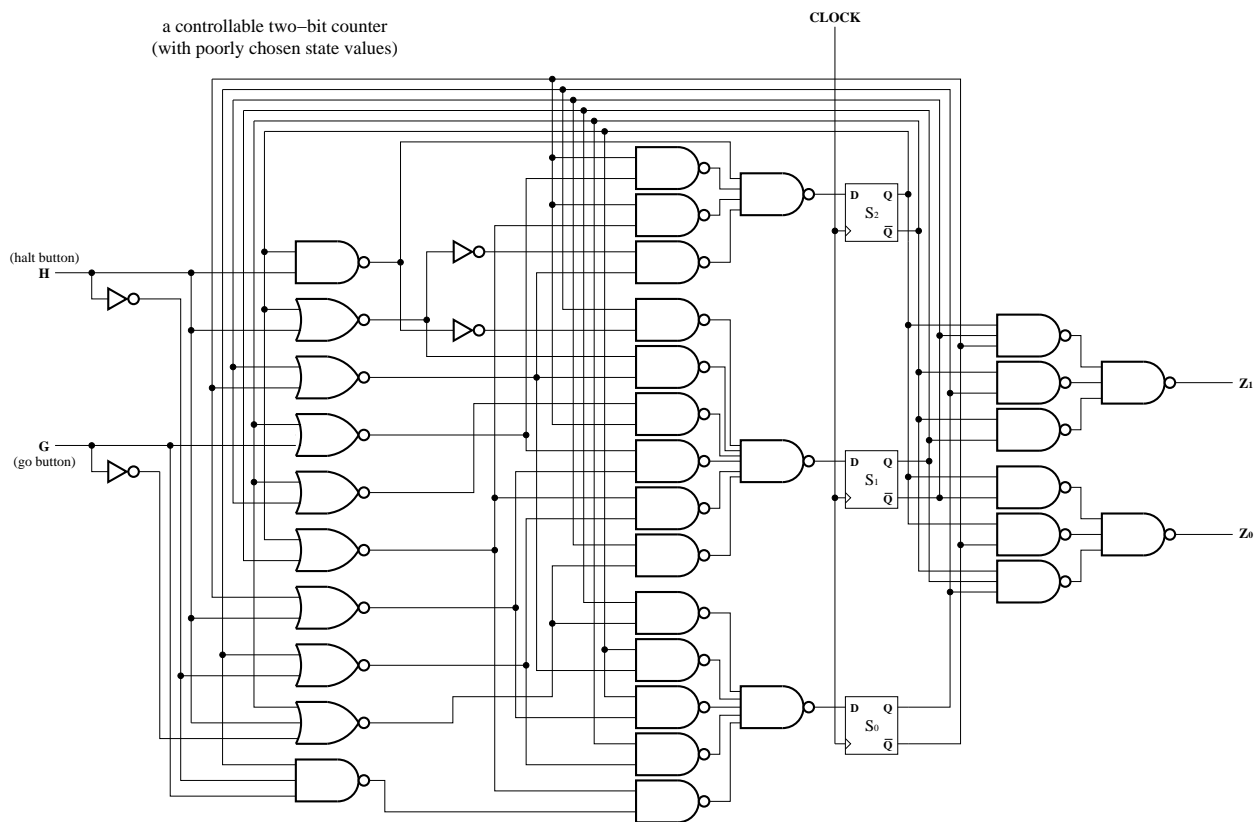 a controllable two−bit counter
(with poorly chosen state values)
CLOCK
D Q
S2
Q̅
(halt button)
H
Z1
G
(go button)
D Q
S1
Q̅
Z0
D Q
S0
Q̅